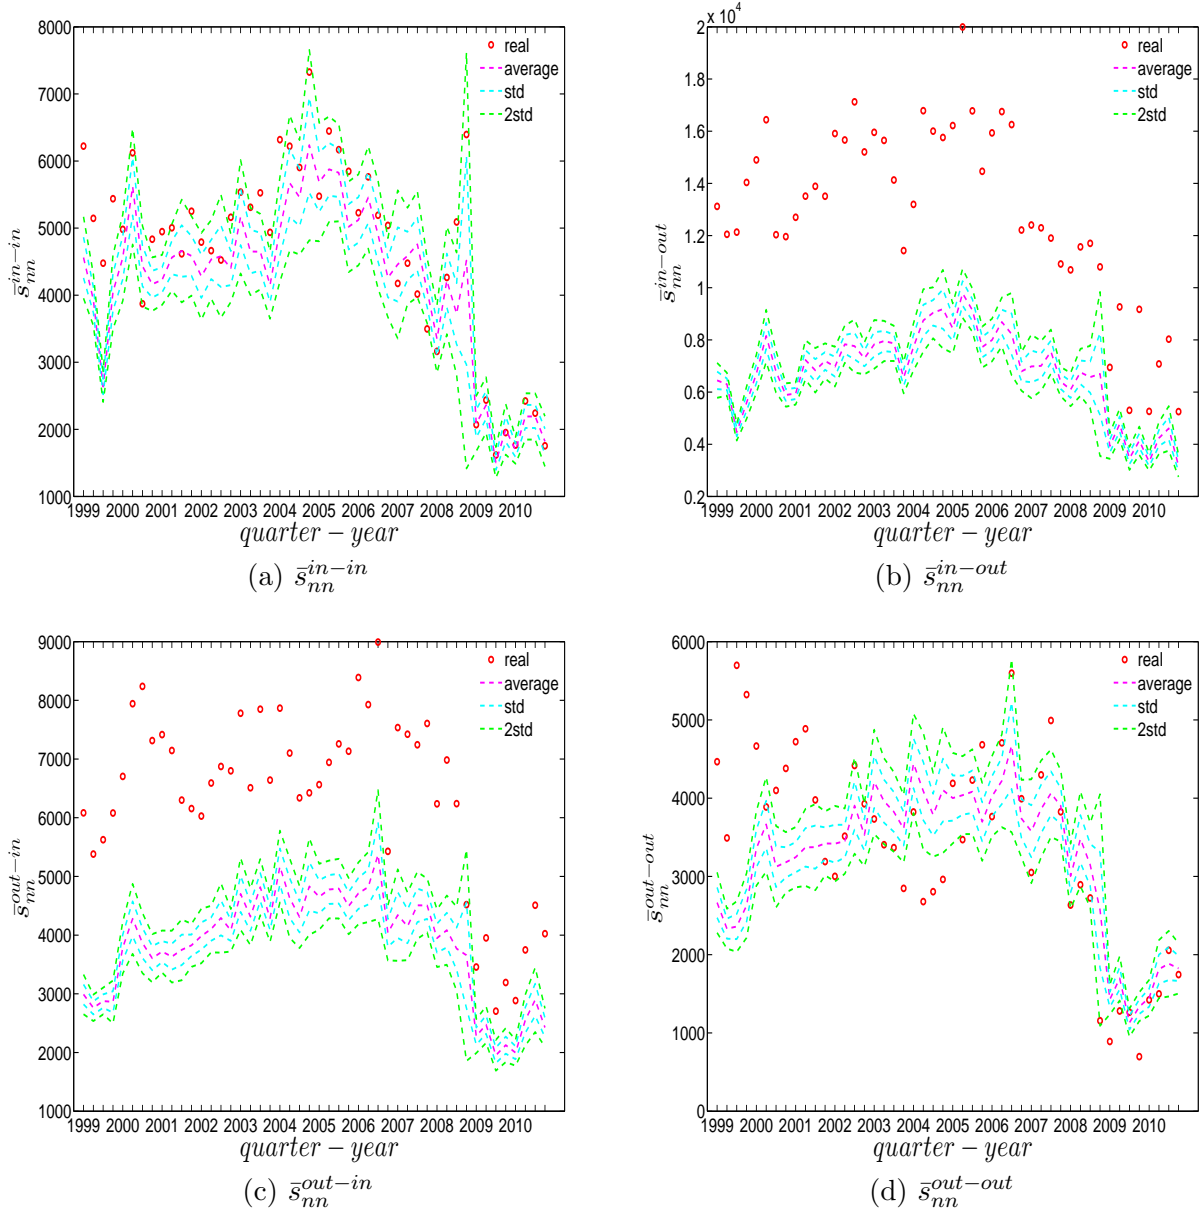 8000
7000
6000
5000
4000
3000
2000
1000
real
average
std
2std
s̄_{nn}^{in-in}
1999 2000 2001 2002 2003 2004 2005 2006 2007 2008 2009 2010
quarter − year
(a) s̄_{nn}^{in-in}
2 x 10^4
1.8
1.6
1.4
1.2
1
0.8
0.6
0.4
0.2
real
average
std
2std
s̄_{nn}^{in-out}
1999 2000 2001 2002 2003 2004 2005 2006 2007 2008 2009 2010
quarter − year
(b) s̄_{nn}^{in-out}
9000
8000
7000
6000
5000
4000
3000
2000
1000
real
average
std
2std
s̄_{nn}^{out-in}
1999 2000 2001 2002 2003 2004 2005 2006 2007 2008 2009 2010
quarter − year
(c) s̄_{nn}^{out-in}
6000
5000
4000
3000
2000
1000
0
real
average
std
2std
s̄_{nn}^{out-out}
1999 2000 2001 2002 2003 2004 2005 2006 2007 2008 2009 2010
quarter − year
(d) s̄_{nn}^{out-out}